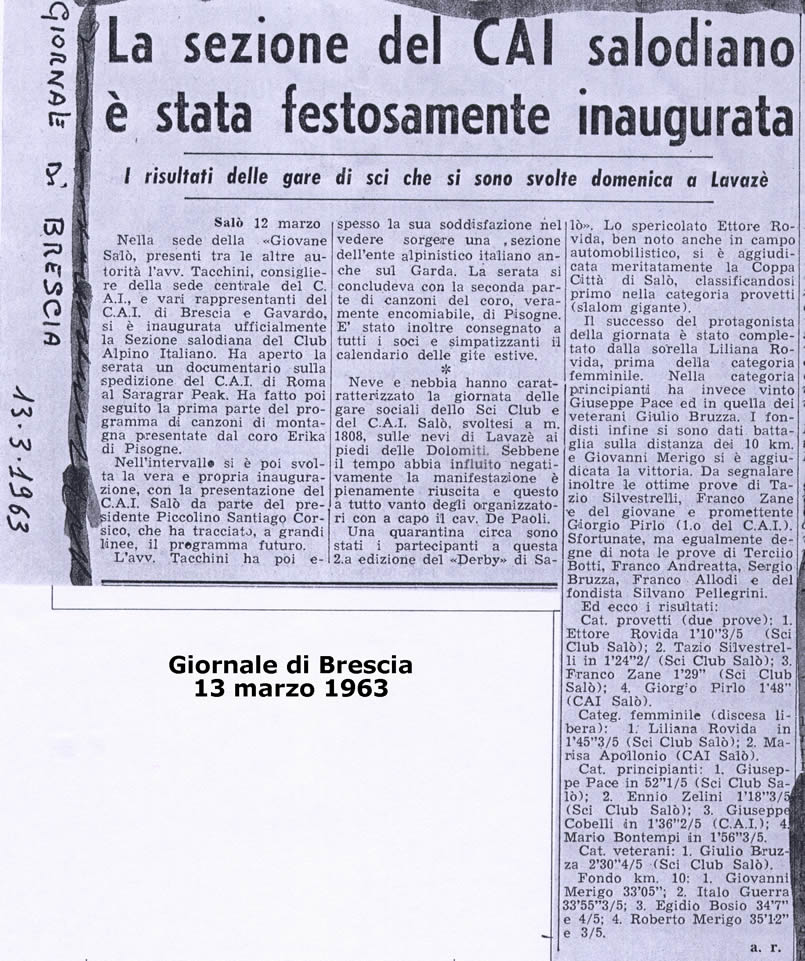 GIORNALE DI BRESCIA
13.3.1963
La sezione del CAI salodiano
è stata festosamente inaugurata
I risultati delle gare di sci che si sono svolte domenica a Lavazè
Salò 12 marzo
Nella sede della «Giovane
Salò, presenti tra le altre au-
torità l'avv. Tacchini, consiglie-
re della sede centrale del C.
A.I., e vari rappresentanti del
C.A.I. di Brescia e Gavardo,
si è inaugurata ufficialmente
la Sezione salodiana del Club
Alpino Italiano. Ha aperto la
serata un documentario sulla
spedizione del C.A.I. di Roma
al Saragrar Peak. Ha fatto poi
seguito la prima parte del pro-
gramma di canzoni di monta-
gna presentate dal coro Erika
di Pisogne.
Nell'intervallo si è poi svol-
ta la vera e propria inaugura-
zione, con la presentazione del
C.A.I. Salò da parte del pre-
sidente Piccolino Santiago Cor-
sico, che ha tracciato, a grandi
linee, il programma futuro.
L'avv. Tacchini ha poi e-
spesso la sua soddisfazione nel
vedere sorgere una sezione
dell'ente alpinistico italiano an-
che sul Garda. La serata si
concludeva con la seconda par-
te di canzoni del coro, vera-
mente encomiabile, di Pisogne.
E' stato inoltre consegnato a
tutti i soci e simpatizzanti il
calendario delle gite estive.
*
Neve e nebbia hanno carat-
ratterizzato la giornata delle
gare sociali dello Sci Club e
del C.A.I. Salò, svoltesi a m.
1808, sulle nevi di Lavazè ai
piedi delle Dolomiti. Sebbene
il tempo abbia influito negati-
vamente la manifestazione è
pienamente riuscita e questo
a tutto vanto degli organizzato-
ri con a capo il cav. De Paoli.
Una quarantina circa sono
stati i partecipanti a questa
2.a edizione del «Derby» di Sa-
lò». Lo spericolato Ettore Ro-
vida, ben noto anche in campo
automobilistico, si è aggiudi-
cata meritatamente la Coppa
Città di Salò, classificandosi
primo nella categoria provetti
(slalom gigante).
Il successo del protagonista
della giornata è stato comple-
tato dalla sorella Liliana Ro-
vida, prima della categoria
femminile. Nella categoria
principianti ha invece vinto
Giuseppe Pace ed in quella dei
veterani Giulio Bruzza. I fon-
disti infine si sono dati batta-
glia sulla distanza dei 10 km.
e Giovanni Merigo si è aggiu-
dicata la vittoria. Da segnalare
inoltre le ottime prove di Ta-
zio Silvestrelli, Franco Zane
e del giovane e promettente
Giorgio Pirlo (1.o del C.A.I.).
Sfortunate, ma egualmente de-
gne di nota le prove di Terciio
Botti, Franco Andreatta, Sergio
Bruzza, Franco Allodi e del
fondista Silvano Pellegrini.
Ed ecco i risultati:
Cat. provetti (due prove): 1.
Ettore Rovida 1'10"3/5 (Sci
Club Salò); 2. Tazio Silvestrel-
li in 1'24"2/ (Sci Club Salò); 3.
Franco Zane 1'29" (Sci Club
Salò); 4. Giorg'o Pirlo 1'48"
(CAI Salò).
Categ. femminile (discesa li-
bera): 1. Liliana Rovida in
1'45"3/5 (Sci Club Salò); 2. Ma-
risa Apollonio (CAI Salò).
Cat. principianti: 1. Giusep-
pe Pace in 52"1/5 (Sci Club Sa-
lò); 2. Ennio Zelini 1'18"3/5
(Sci Club Salò); 3. Giuseppe
Cobelli in 1'36"2/5 (C.A.I.); 4.
Mario Bontempi in 1'56"3/5.
Cat. veterani: 1. Giulio Bruz-
za 2'30"4/5 (Sci Club Salò).
Fondo km. 10: 1. Giovanni
Merigo 33'05"; 2. Italo Guerra
33'55"3/5; 3. Egidio Bosio 34'7"
e 4/5; 4. Roberto Merigo 35'12"
e 3/5.
a. r.
Giornale di Brescia
13 marzo 1963